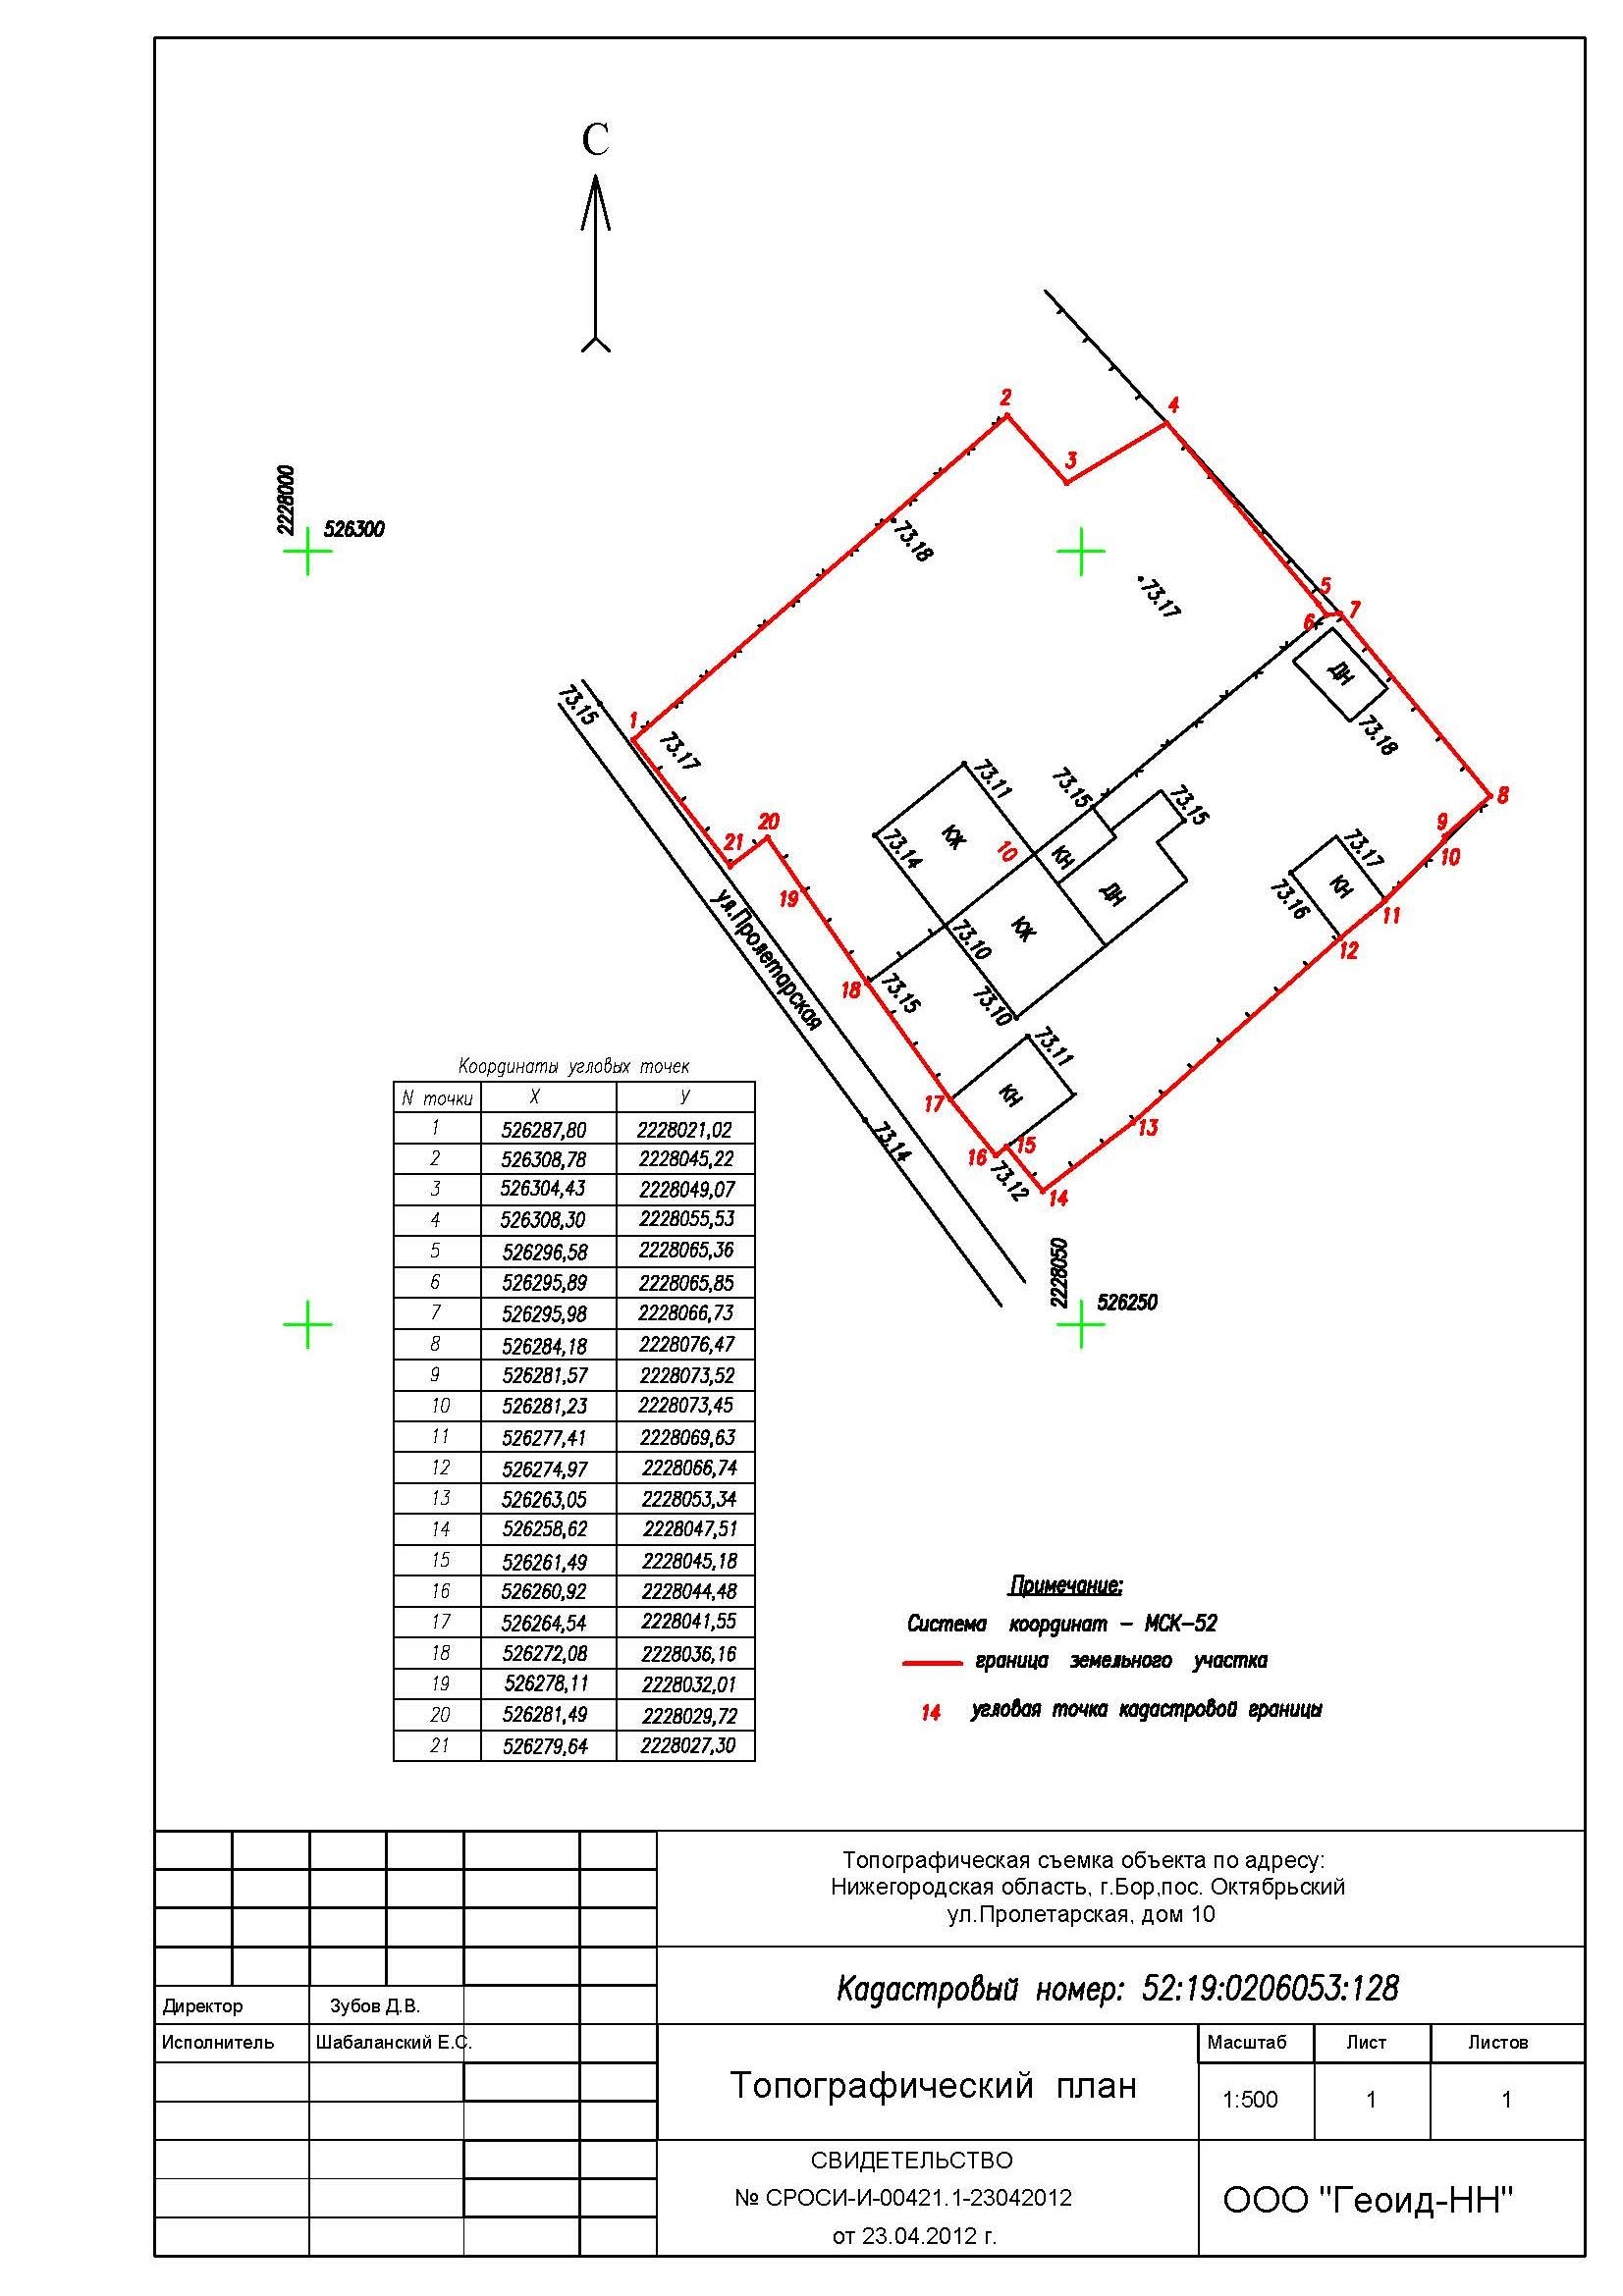 С
2228000
526300
2
4
3
73.18
73.17
5
7
6
ДН
73.18
73.15
1
73.17
8
73.11
73.15
73.15
9
10
20
21
КЖ
73.14
10
КН
ДН
73.17
КН
73.16
11
19
12
ул.Пролетарская
КЖ
73.10
18
73.15
73.10
73.11
17
КН
13
73.14
16
15
73.12
14
2228050
526250
Координаты угловых точек
N точки X У
1 526287,80 2228021,02
2 526308,78 2228045,22
3 526304,43 2228049,07
4 526308,30 2228055,53
5 526296,58 2228065,36
6 526295,89 2228065,85
7 526295,98 2228066,73
8 526284,18 2228076,47
9 526281,57 2228073,52
10 526281,23 2228073,45
11 526277,41 2228069,63
12 526274,97 2228066,74
13 526263,05 2228053,34
14 526258,62 2228047,51
15 526261,49 2228045,18
16 526260,92 2228044,48
17 526264,54 2228041,55
18 526272,08 2228036,16
19 526278,11 2228032,01
20 526281,49 2228029,72
21 526279,64 2228027,30
Примечание:
Система координат – МСК–52
граница земельного участка
14 угловая точка кадастровой границы
Топографическая съемка объекта по адресу:
Нижегородская область, г.Бор,пос. Октябрьский
ул.Пролетарская, дом 10
Кадастровый номер: 52:19:0206053:128
Директор Зубов Д.В.
Исполнитель Шабаланский Е.С.
Топографический план
Масштаб Лист Листов
1:500 1 1
СВИДЕТЕЛЬСТВО
№ СРОСИ-И-00421.1-23042012
от 23.04.2012 г.
ООО "Геоид-НН"